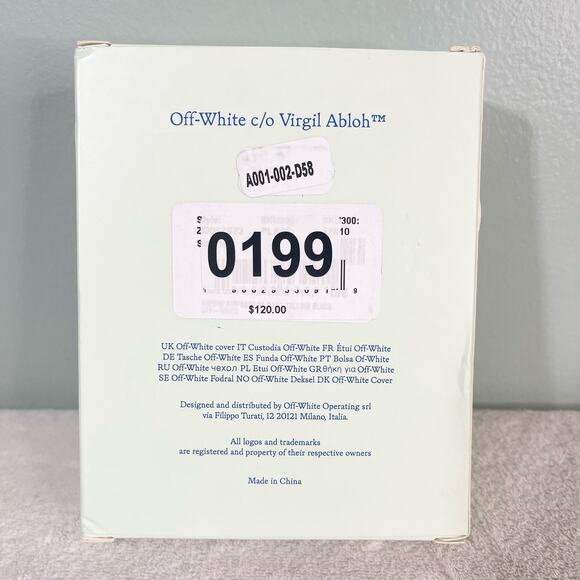 Off-White c/o Virgil Abloh™
A001-002-D58
0199
$120.00
UK Off-White cover IT Custodía Off-White FR Étui Off-White
DE Tasche Off-White ES Funda Off-White PT Bolsa Of-White
RU Off-White чехол PL Etui Off-White GRθήκη για Off-White
SE Off-White Fodral NO Off-White Deksel DK Off-White Cover
Designed and distributed by Off-White Operating srl
via Filippo Turati, 12 20121 Milano, Italia.
All logos and trademarks
are registered and property of their respective owners
Made in China